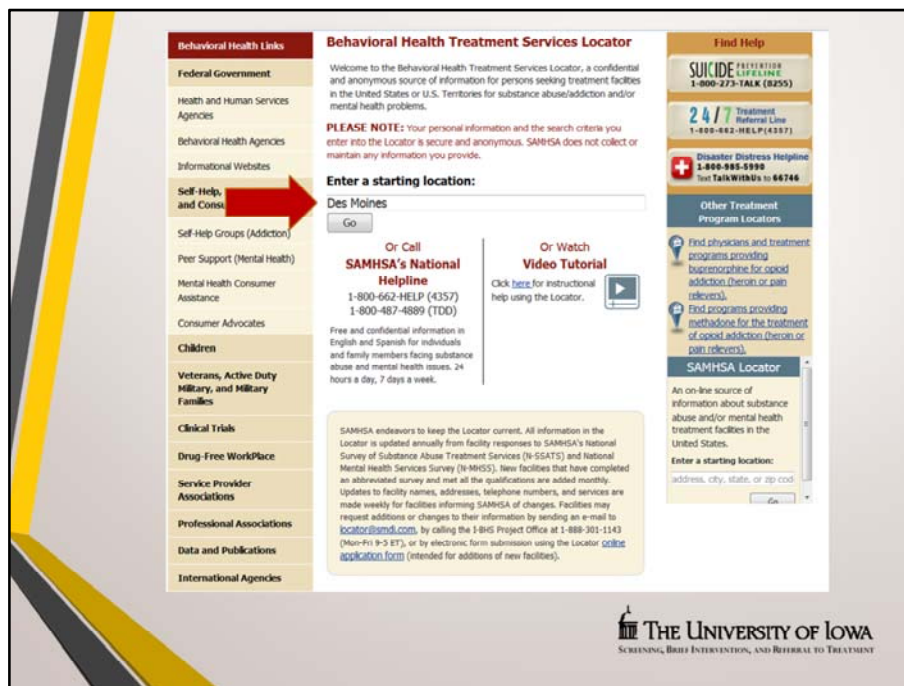 Behavioral Health Links
Federal Government
Health and Human Services
Agencies
Behavioral Health Agencies
Informational Websites
Self-Help,
and Consu
Self-Help Groups (Addiction)
Peer Support (Mental Health)
Mental Health Consumer
Assistance
Consumer Advocates
Children
Veterans, Active Duty
Military, and Military
Families
Clinical Trials
Drug-Free WorkPlace
Service Provider
Associations
Professional Associations
Data and Publications
International Agencies
Behavioral Health Treatment Services Locator
Welcome to the Behavioral Health Treatment Services Locator, a confidential
and anonymous source of information for persons seeking treatment facilities
in the United States or U.S. Territories for substance abuse/addiction and/or
mental health problems.
PLEASE NOTE: Your personal information and the search criteria you
enter into the Locator is secure and anonymous. SAMHSA does not collect or
maintain any information you provide.
Enter a starting location:
Des Moines
Go
Or Call
SAMHSA's National
Helpline
1-800-662-HELP (4357)
1-800-487-4889 (TDD)
Free and confidential information in
English and Spanish for individuals
and family members facing substance
abuse and mental health issues. 24
hours a day, 7 days a week.
Or Watch
Video Tutorial
Click here for instructional
help using the Locator.
SAMHSA endeavors to keep the Locator current. All information in the
Locator is updated annually from facility responses to SAMHSA's National
Survey of Substance Abuse Treatment Services (N-SSATS) and National
Mental Health Services Survey (N-MHSS). New facilities that have completed
an abbreviated survey and met all the qualifications are added monthly.
Updates to facility names, addresses, telephone numbers, and services are
made weekly for facilities informing SAMHSA of changes. Facilities may
request additions or changes to their information by sending an e-mail to
locator@smdi.com, by calling the I-BHS Project Office at 1-888-301-1143
(Mon-Fri 9-5 ET), or by electronic form submission using the Locator online
application form (intended for additions of new facilities).
Find Help
SUICIDE PREVENTION
LIFELINE
1-800-273-TALK (8255)
24/7 Treatment
Referral Line
1-800-662-HELP(4357)
Disaster Distress Helpline
1-800-985-5990
Text TalkWithUs to 66746
Other Treatment
Program Locators
Find physicians and treatment
programs providing
buprenorphine for opioid
addiction (heroin or pain
relievers).
Find programs providing
methadone for the treatment
of opioid addiction (heroin or
pain relievers).
SAMHSA Locator
An on-line source of
information about substance
abuse and/or mental health
treatment facilities in the
United States.
Enter a starting location:
address, city, state, or zip cod
Go
THE UNIVERSITY OF IOWA
SCREENING, BRIEF INTERVENTION, AND REFERRAL TO TREATMENT